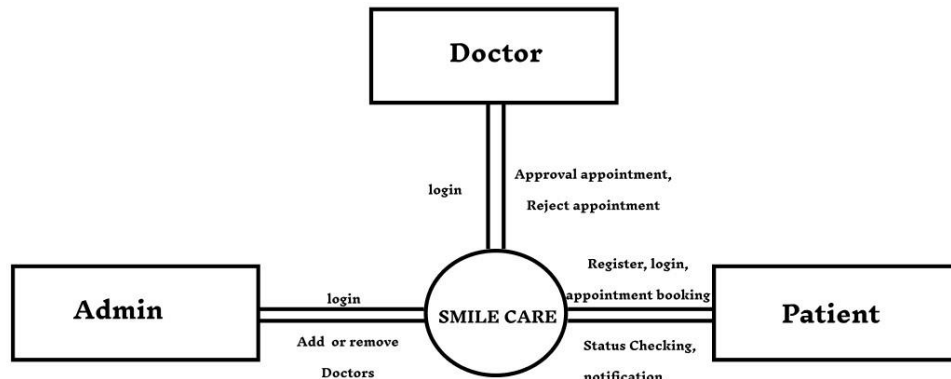 Doctor
login
Approval appointment,
Reject appointment
Admin
login
Add or remove
Doctors
SMILE CARE
Register, login,
appointment booking
Status Checking,
notification
Patient